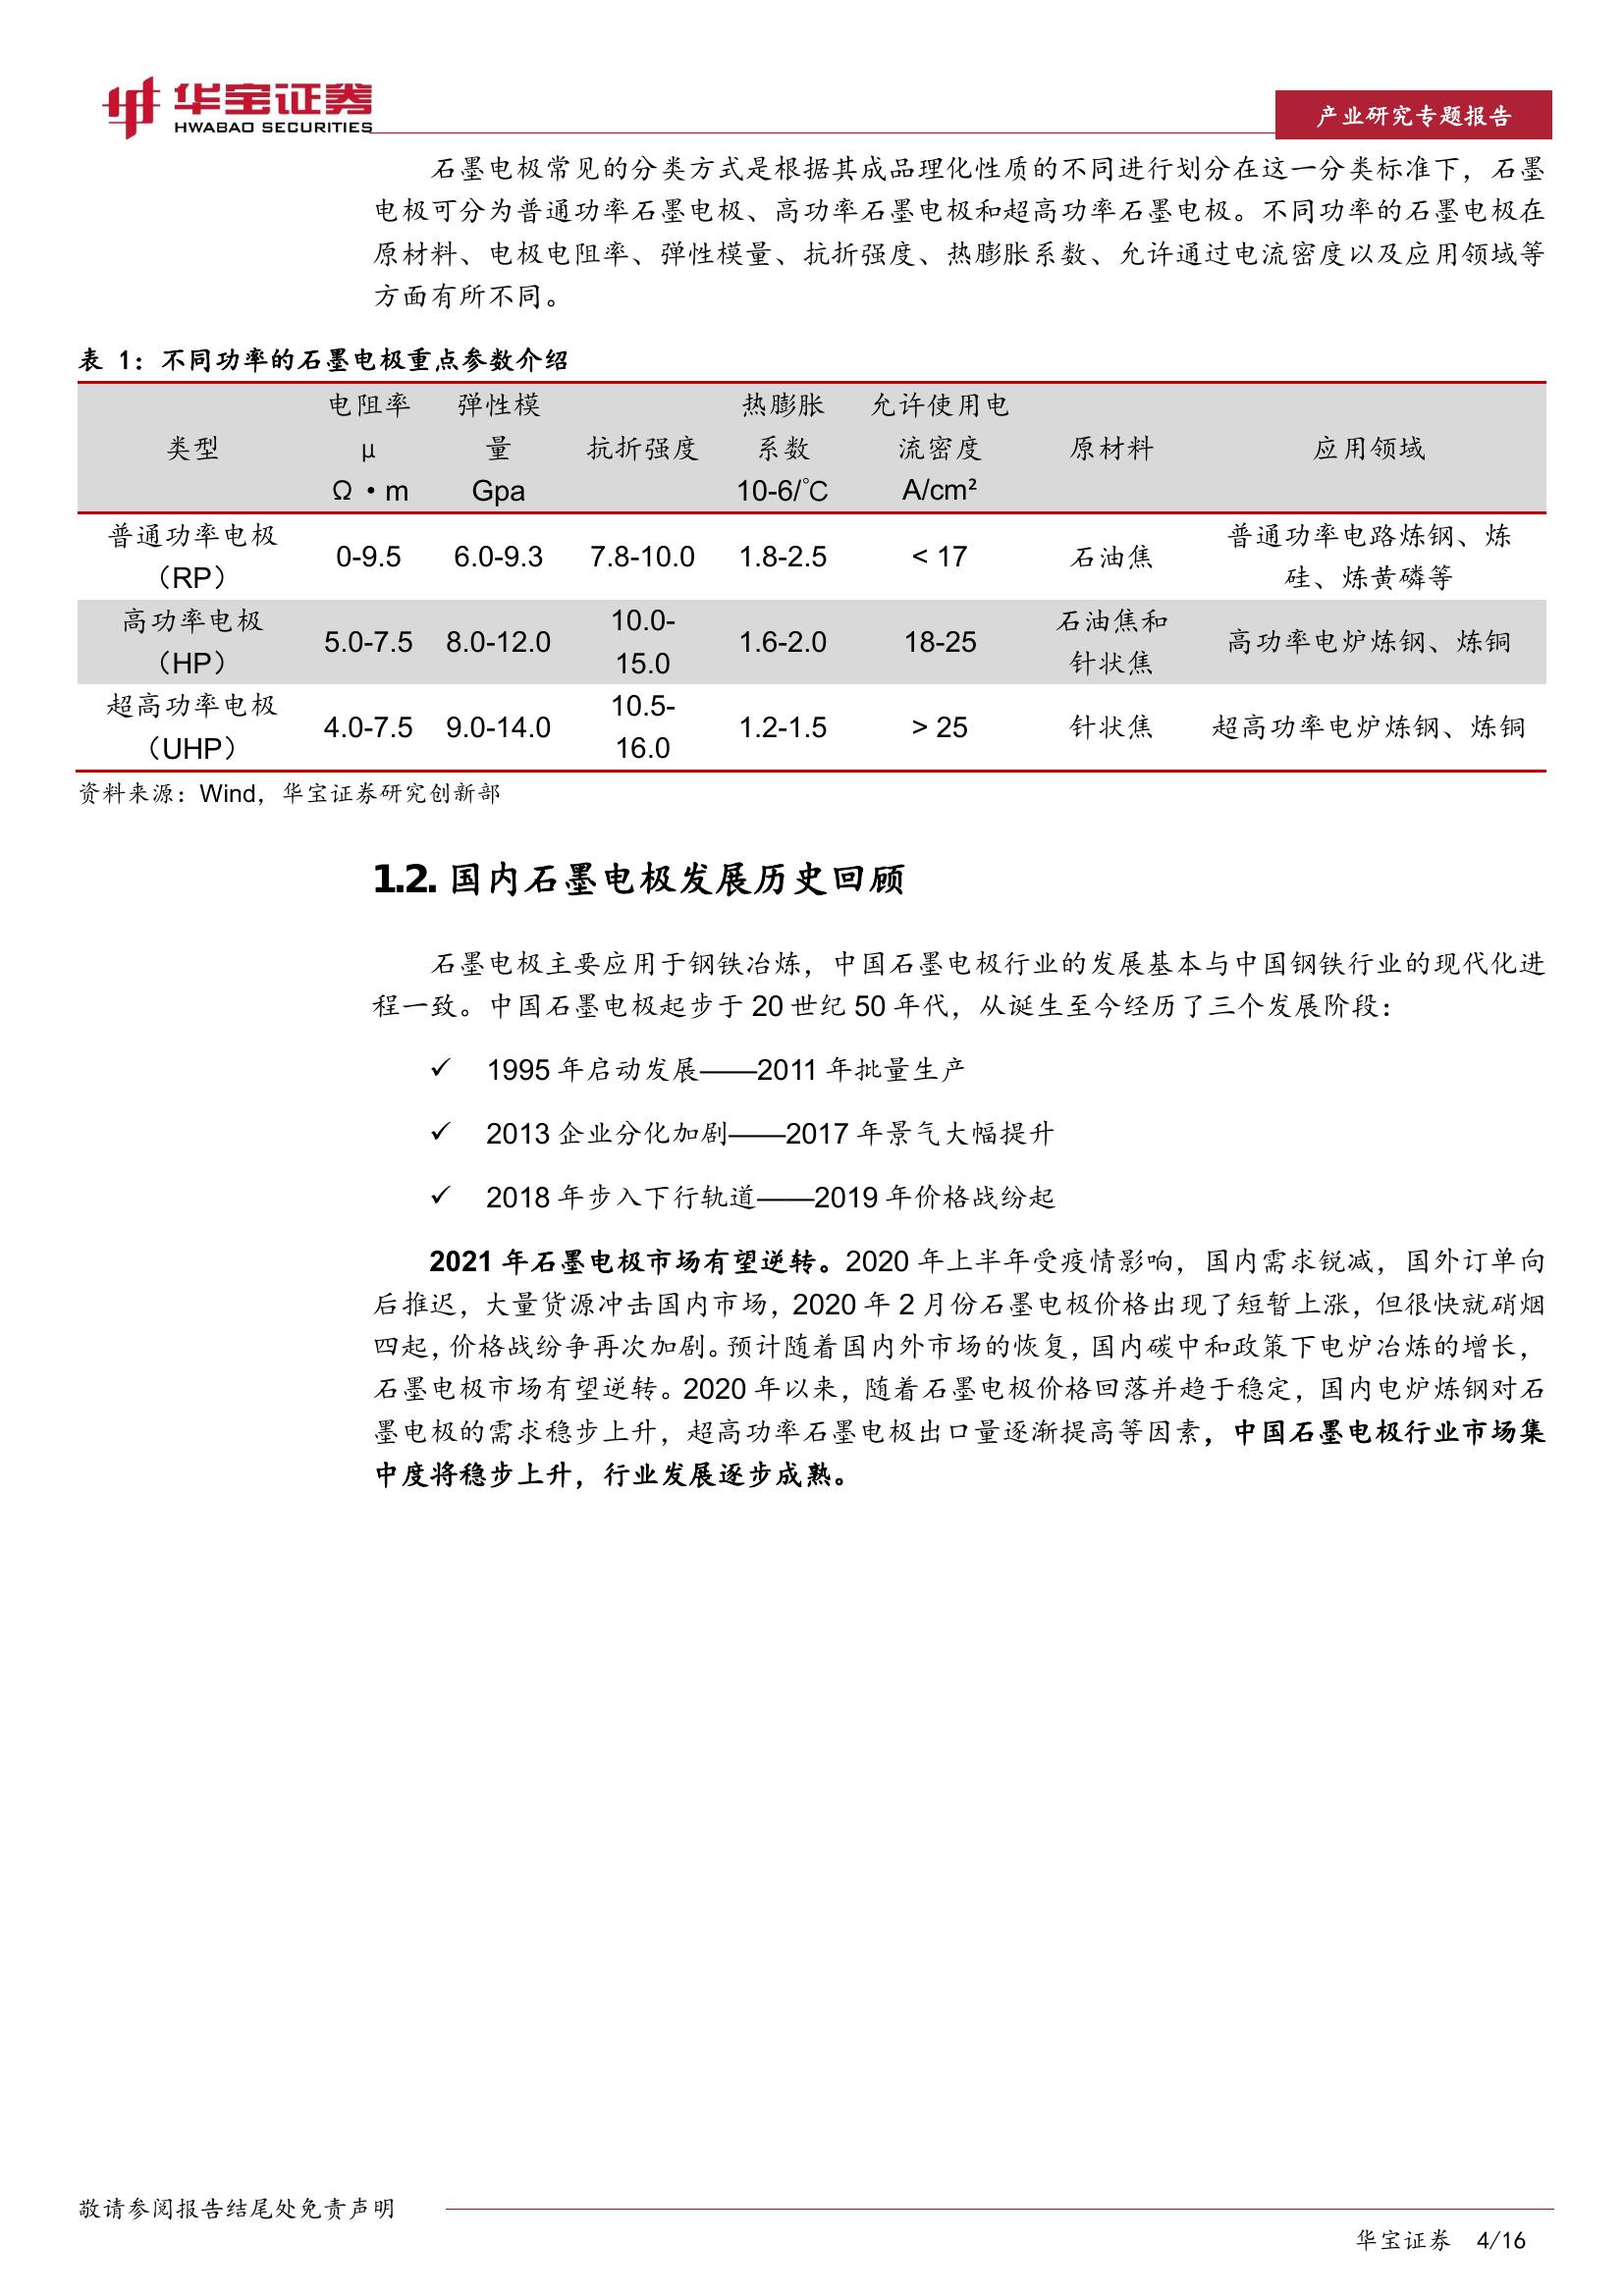 华宝证券
HWABAO SECURITIES
产业研究专题报告
石墨电极常见的分类方式是根据其成品理化性质的不同进行划分在这一分类标准下，石墨
电极可分为普通功率石墨电极、高功率石墨电极和超高功率石墨电极。不同功率的石墨电极在
原材料、电极电阻率、弹性模量、抗折强度、热膨胀系数、允许通过电流密度以及应用领域等
方面有所不同。
表 1：不同功率的石墨电极重点参数介绍
类型 电阻率 μ Ω·m 弹性模量 Gpa 抗折强度 热膨胀系数 10-6/℃ 允许使用电流密度 A/cm² 原材料 应用领域
普通功率电极（RP） 0-9.5 6.0-9.3 7.8-10.0 1.8-2.5 < 17 石油焦 普通功率电路炼钢、炼硅、炼黄磷等
高功率电极（HP） 5.0-7.5 8.0-12.0 10.0-15.0 1.6-2.0 18-25 石油焦和针状焦 高功率电炉炼钢、炼铜
超高功率电极（UHP） 4.0-7.5 9.0-14.0 10.5-16.0 1.2-1.5 > 25 针状焦 超高功率电炉炼钢、炼铜
资料来源：Wind，华宝证券研究创新部
1.2. 国内石墨电极发展历史回顾
石墨电极主要应用于钢铁冶炼，中国石墨电极行业的发展基本与中国钢铁行业的现代化进
程一致。中国石墨电极起步于 20 世纪 50 年代，从诞生至今经历了三个发展阶段：
✓ 1995 年启动发展——2011 年批量生产
✓ 2013 企业分化加剧——2017 年景气大幅提升
✓ 2018 年步入下行轨道——2019 年价格战纷起
2021 年石墨电极市场有望逆转。2020 年上半年受疫情影响，国内需求锐减，国外订单向
后推迟，大量货源冲击国内市场，2020 年 2 月份石墨电极价格出现了短暂上涨，但很快就硝烟
四起，价格战纷争再次加剧。预计随着国内外市场的恢复，国内碳中和政策下电炉冶炼的增长，
石墨电极市场有望逆转。2020 年以来，随着石墨电极价格回落并趋于稳定，国内电炉炼钢对石
墨电极的需求稳步上升，超高功率石墨电极出口量逐渐提高等因素，中国石墨电极行业市场集
中度将稳步上升，行业发展逐步成熟。
敬请参阅报告结尾处免责声明
华宝证券 4/16